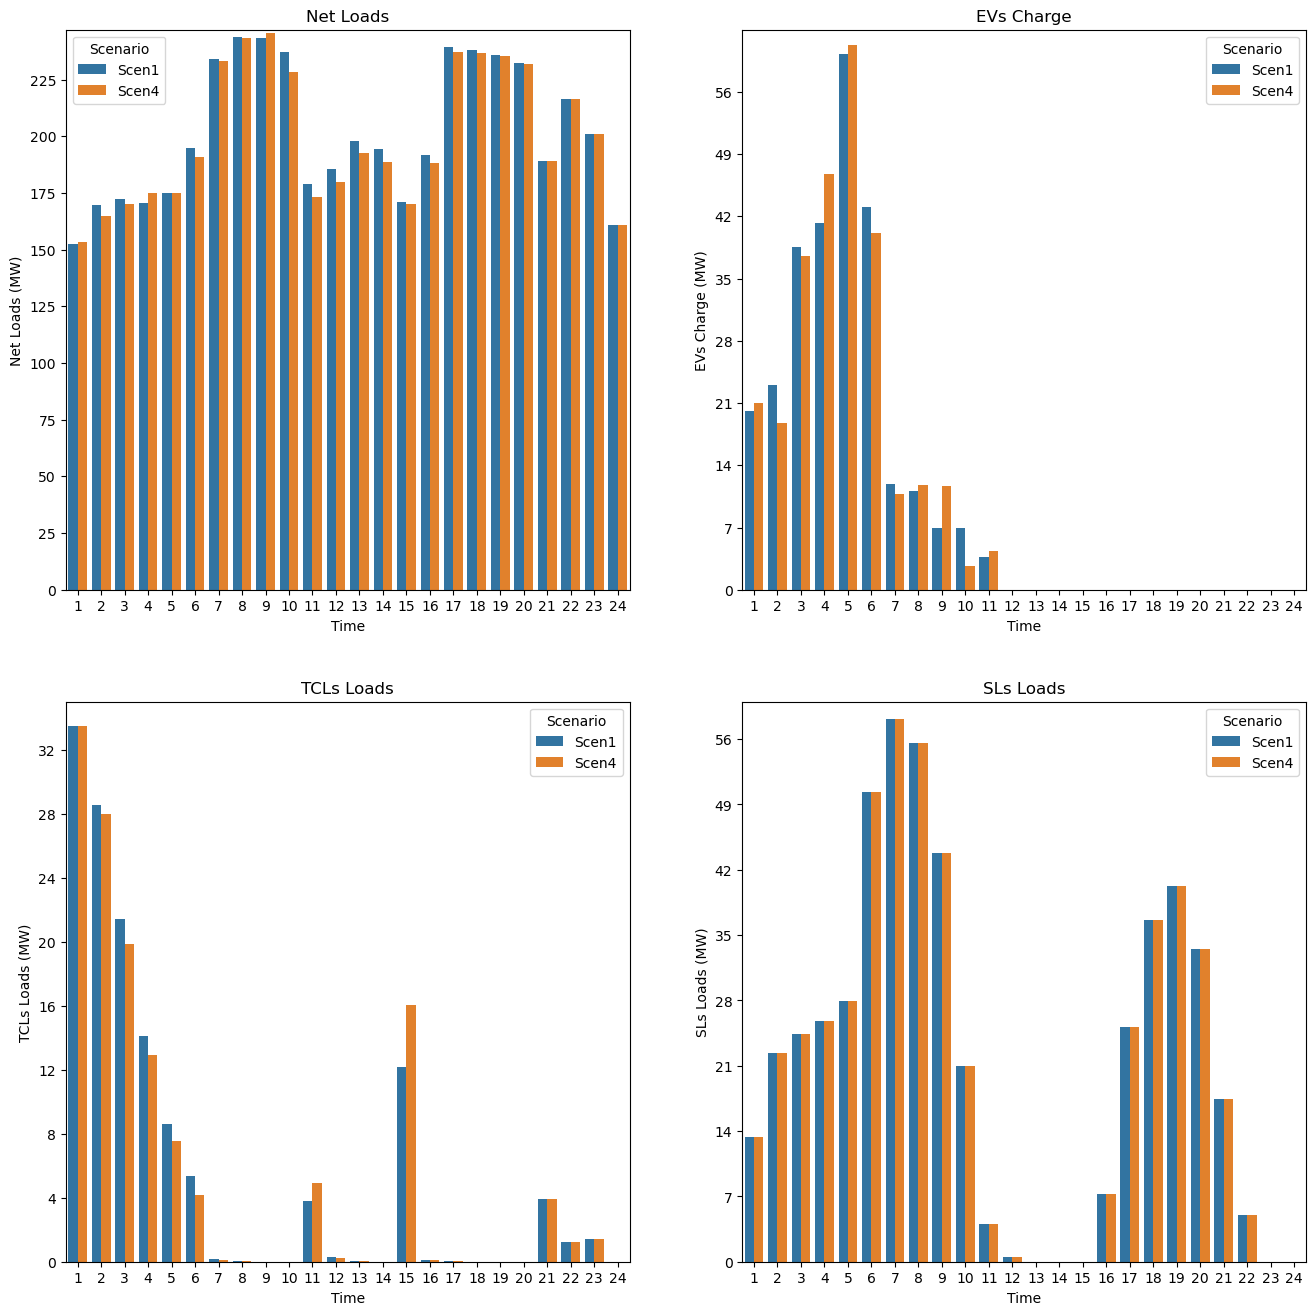 Net Loads
Scenario
Scen1
Scen4
Net Loads (MW)
225
200
175
150
125
100
75
50
25
0
1 2 3 4 5 6 7 8 9 10 11 12 13 14 15 16 17 18 19 20 21 22 23 24
Time
EVs Charge
Scenario
Scen1
Scen4
EVs Charge (MW)
56
49
42
35
28
21
14
7
0
1 2 3 4 5 6 7 8 9 10 11 12 13 14 15 16 17 18 19 20 21 22 23 24
Time
TCLs Loads
Scenario
Scen1
Scen4
TCLs Loads (MW)
32
28
24
20
16
12
8
4
0
1 2 3 4 5 6 7 8 9 10 11 12 13 14 15 16 17 18 19 20 21 22 23 24
Time
SLs Loads
Scenario
Scen1
Scen4
SLs Loads (MW)
56
49
42
35
28
21
14
7
0
1 2 3 4 5 6 7 8 9 10 11 12 13 14 15 16 17 18 19 20 21 22 23 24
Time